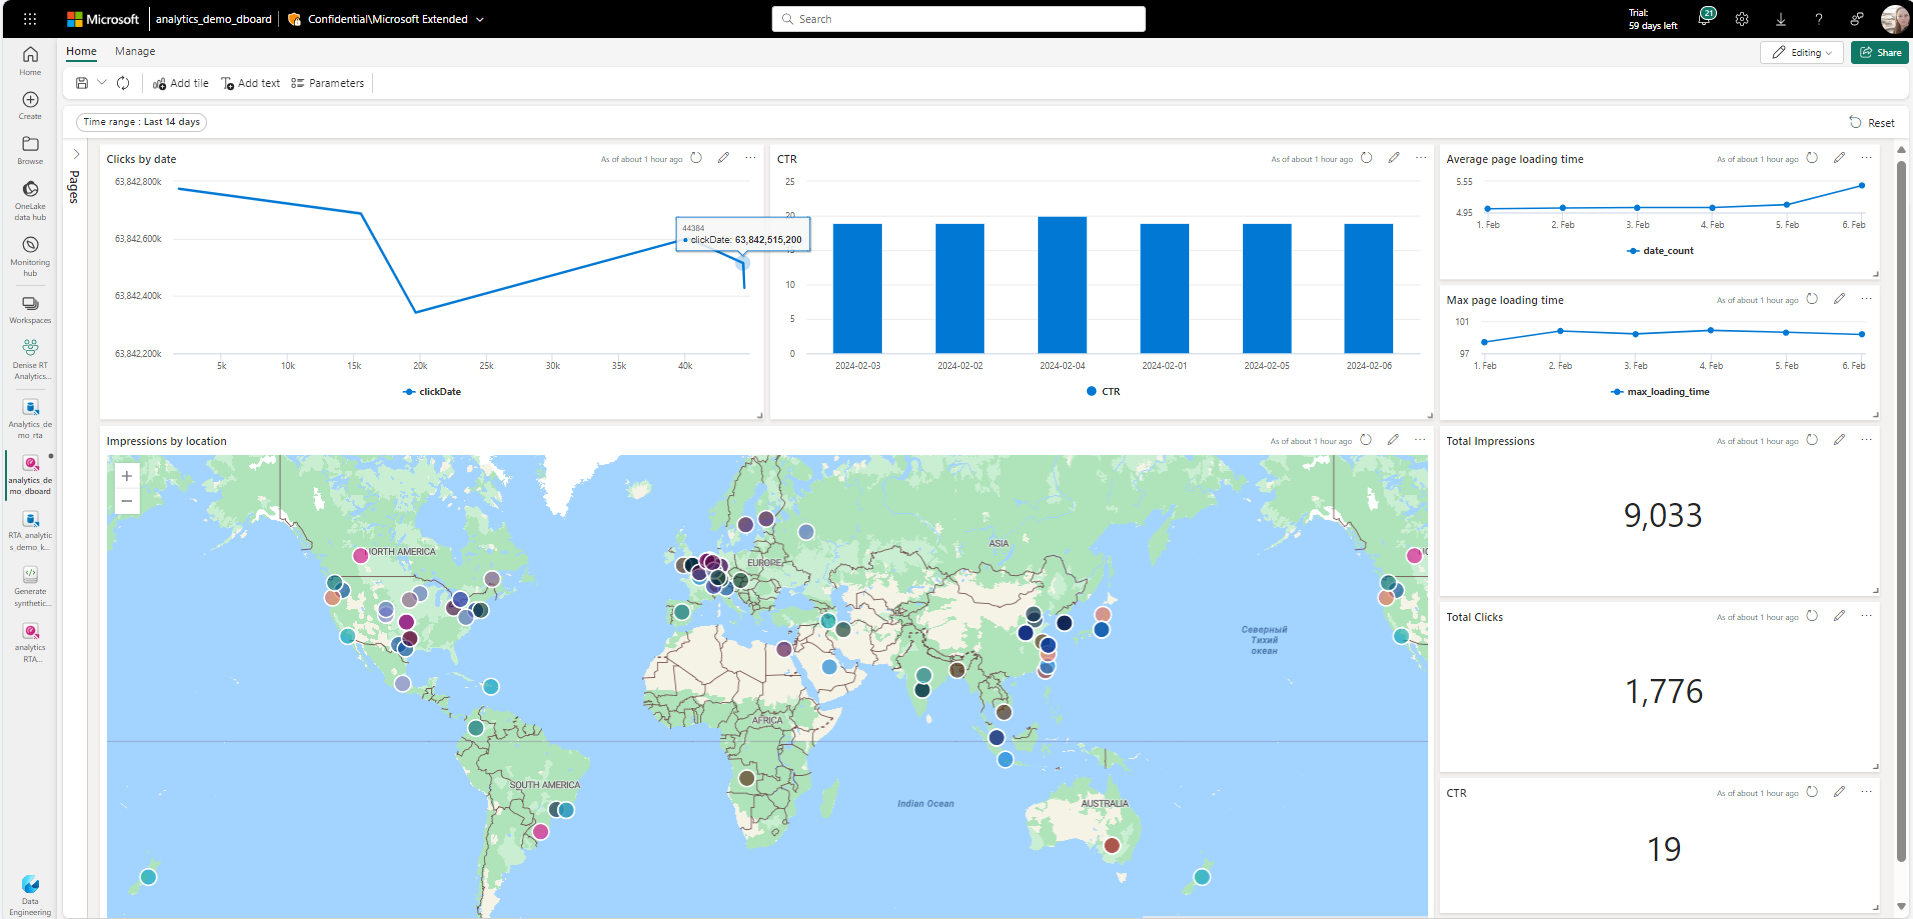 Microsoft
analytics_demo_dboard
Confidential\Microsoft Extended
Search
Trial:
59 days left
21
Home
Manage
Editing
Share
Add tile
Add text
Parameters
Time range : Last 14 days
Reset
Home
Create
Browse
OneLake
data hub
Monitoring
hub
Workspaces
Denise RT
Analytics...
Analytics_de
mo_rta
analytics_de
mo_dboard
RTA_analytic
s_demo_k...
Generate
synthetic...
analytics
RTA...
Data
Engineering
Pages
Clicks by date
As of about 1 hour ago
63,842,800k
63,842,600k
63,842,400k
63,842,200k
44384
clickDate: 63,842,515,200
5k
10k
15k
20k
25k
30k
35k
40k
clickDate
CTR
As of about 1 hour ago
25
20
15
10
5
0
2024-02-03
2024-02-02
2024-02-04
2024-02-01
2024-02-05
2024-02-06
CTR
Average page loading time
As of about 1 hour ago
5.55
4.95
1. Feb
2. Feb
3. Feb
4. Feb
5. Feb
6. Feb
date_count
Max page loading time
As of about 1 hour ago
101
97
1. Feb
2. Feb
3. Feb
4. Feb
5. Feb
6. Feb
max_loading_time
Impressions by location
As of about 1 hour ago
NORTH AMERICA
EUROPE
ASIA
AFRICA
SOUTH AMERICA
AUSTRALIA
Indian Ocean
Северный
Тихий
океан
Total Impressions
As of about 1 hour ago
9,033
Total Clicks
As of about 1 hour ago
1,776
CTR
As of about 1 hour ago
19